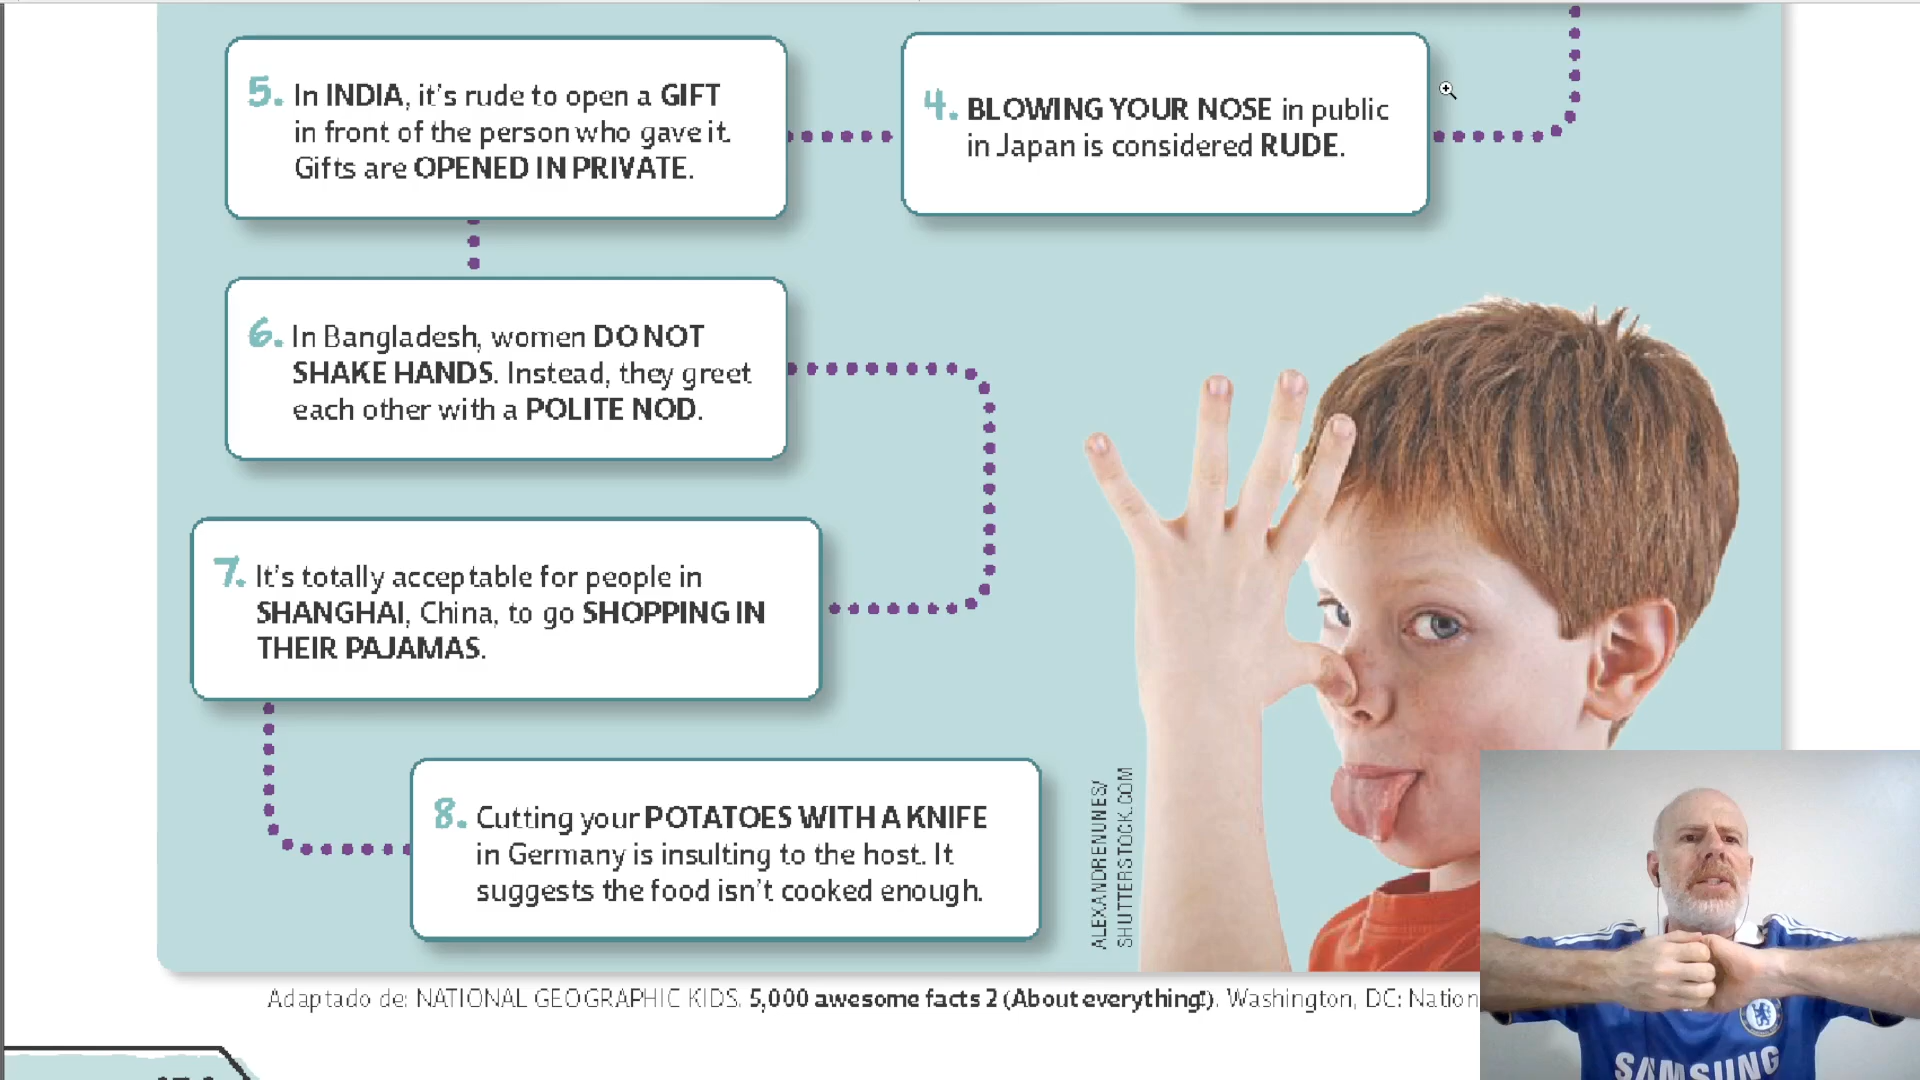 5. In INDIA, it's rude to open a GIFT
in front of the person who gave it.
Gifts are OPENED IN PRIVATE.
4. BLOWING YOUR NOSE in public
in Japan is considered RUDE.
6. In Bangladesh, women DO NOT
SHAKE HANDS. Instead, they greet
each other with a POLITE NOD.
7. It's totally acceptable for people in
SHANGHAI, China, to go SHOPPING IN
THEIR PAJAMAS.
8. Cutting your POTATOES WITH A KNIFE
in Germany is insulting to the host. It
suggests the food isn't cooked enough.
ALEXANDRENUNES/
SHUTTERSTOCK.COM
Adaptado de: NATIONAL GEOGRAPHIC KIDS. 5,000 awesome facts 2 (About everything!). Washington, DC: Nation
SAMSUNG